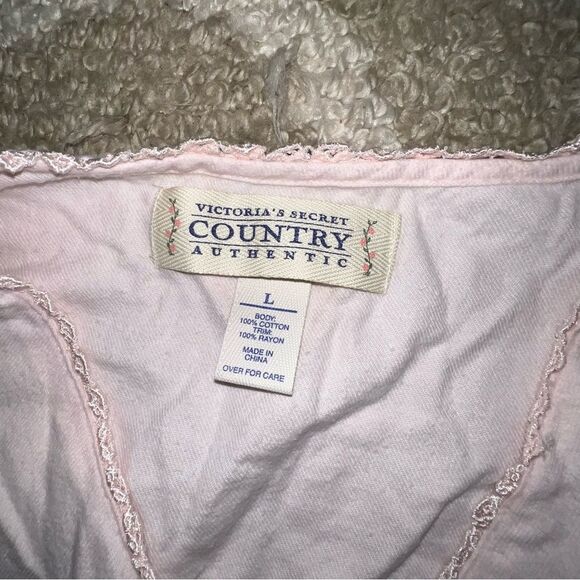 VICTORIA'S SECRET
COUNTRY
AUTHENTIC
L
BODY:
100% COTTON
TRIM:
100% RAYON
MADE IN
CHINA
OVER FOR CARE